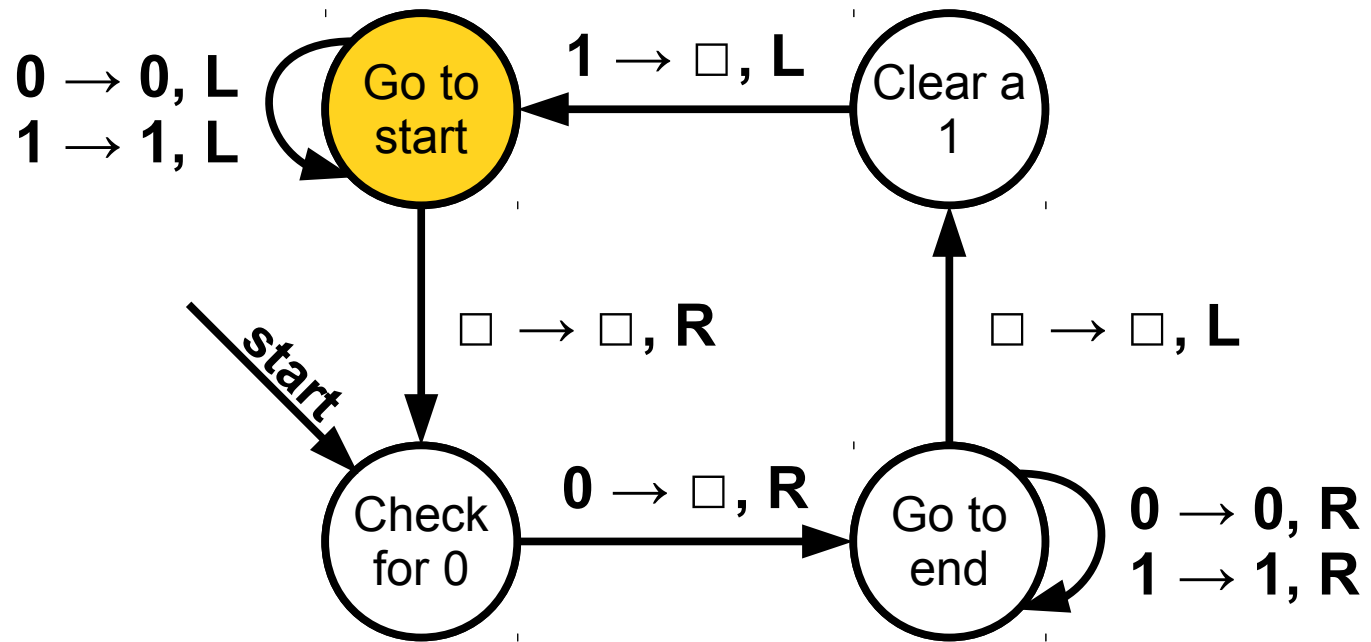 0 → 0, L
1 → 1, L
Go to
start
1 → □, L
Clear a
1
□ → □, R
□ → □, L
start
Check
for 0
0 → □, R
Go to
end
0 → 0, R
1 → 1, R